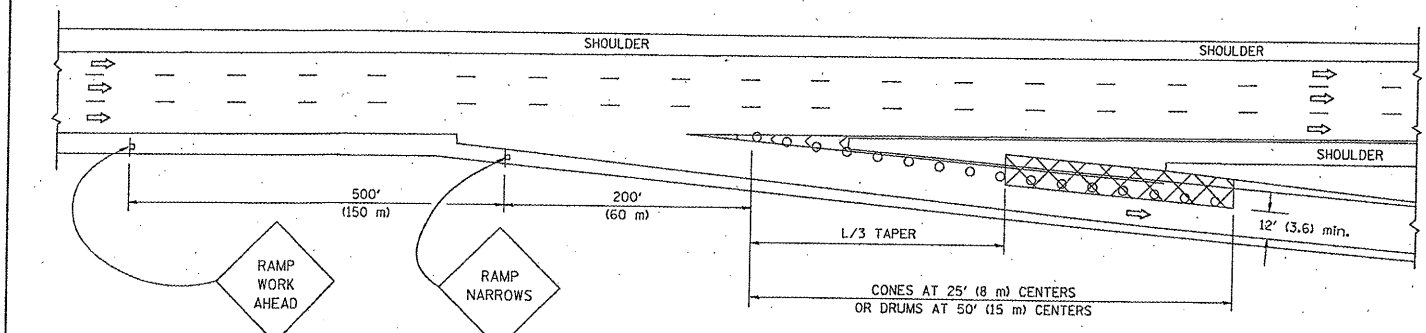 SHOULDER
SHOULDER
SHOULDER
500'
(150 m)
200'
(60 m)
L/3 TAPER
12' (3.6) min.
RAMP
WORK
AHEAD
RAMP
NARROWS
CONES AT 25' (8 m) CENTERS
OR DRUMS AT 50' (15 m) CENTERS